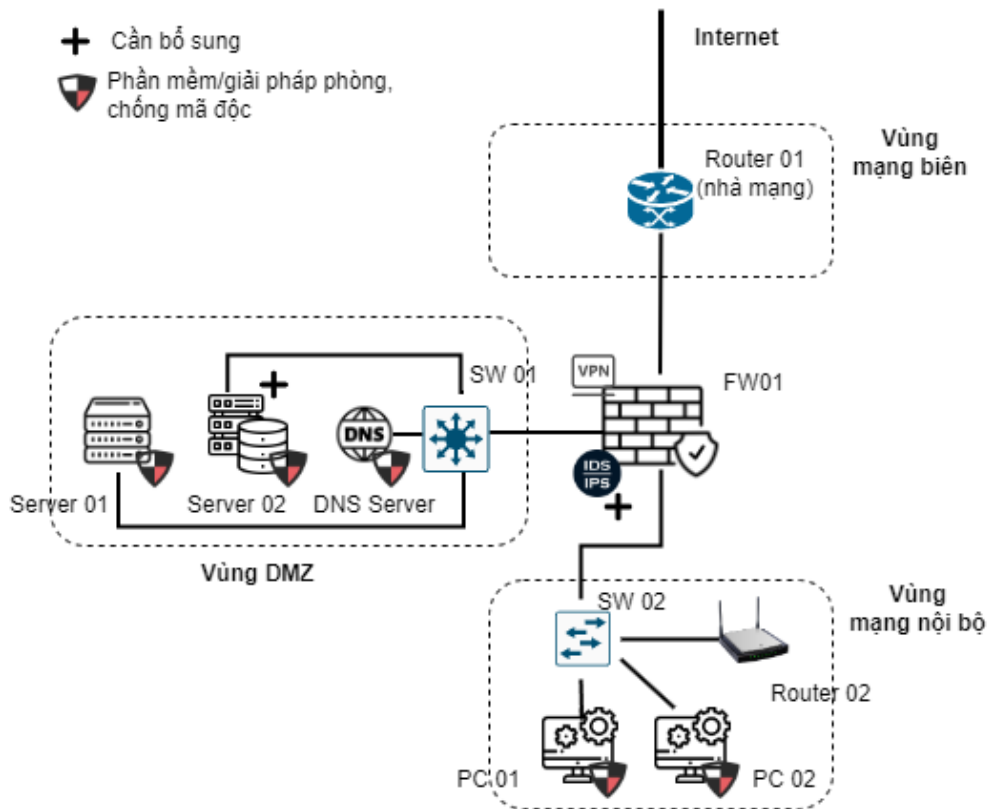 Cần bổ sung
Phần mềm/giải pháp phòng,
chống mã độc
Internet
Vùng
mạng biên
Router 01
(nhà mạng)
SW 01
VPN
FW01
DNS
IDS
IPS
Server 01
Server 02
DNS Server
Vùng DMZ
SW 02
Vùng
mạng nội bộ
Router 02
PC 01
PC 02